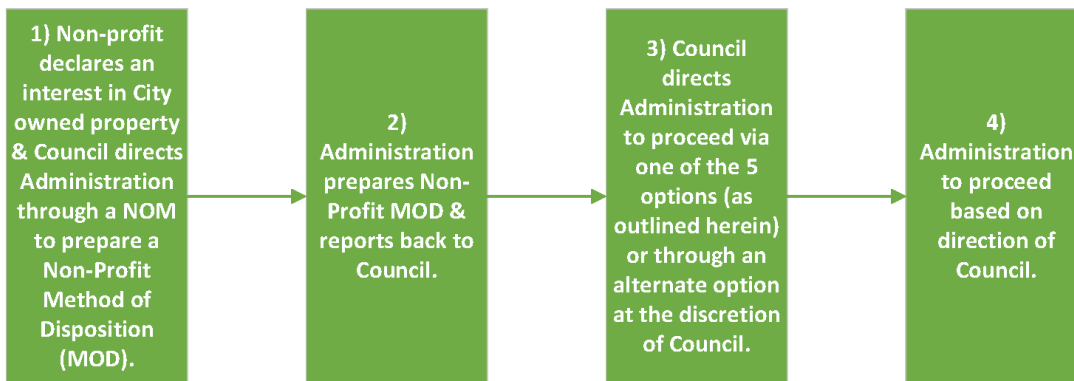 1) Non-profit
declares an
interest in City
owned property
& Council directs
Administration
through a NOM
to prepare a
Non-Profit
Method of
Disposition
(MOD).
2)
Administration
prepares Non-
Profit MOD &
reports back to
Council.
3) Council
directs
Administration
to proceed via
one of the 5
options (as
outlined herein)
or through an
alternate option
at the discretion
of Council.
4)
Administration
to proceed
based on
direction of
Council.